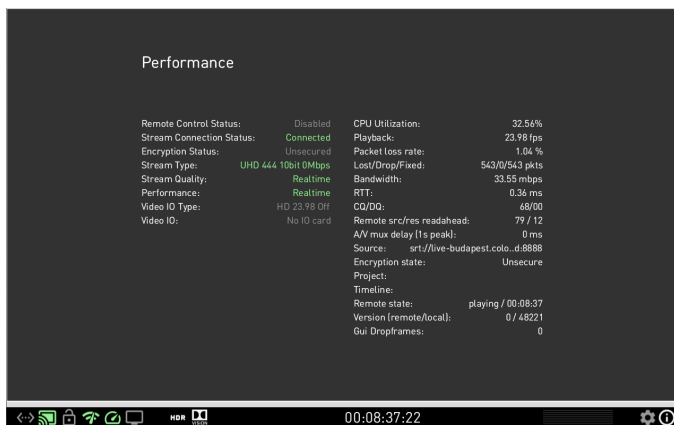 Performance
Remote Control Status: Disabled
Stream Connection Status: Connected
Encryption Status: Unsecured
Stream Type: UHD 444 10bit 0Mbps
Stream Quality: Realtime
Performance: Realtime
Video IO Type: HD 23.98 Off
Video IO: No IO card
CPU Utilization: 32.56%
Playback: 23.98 fps
Packet loss rate: 1.04 %
Lost/Drop/Fixed: 543/0/543 pkts
Bandwidth: 33.55 mbps
RTT: 0.36 ms
CQ/DQ: 68/00
Remote src/res readahead: 79 / 12
A/V mux delay (1s peak): 0 ms
Source: srt://live-budapest.colo..d:8888
Encryption state: Unsecure
Project:
Timeline:
Remote state: playing / 00:08:37
Version (remote/local): 0 / 48221
Gui Dropframes: 0
HDR VISION 00:08:37:22